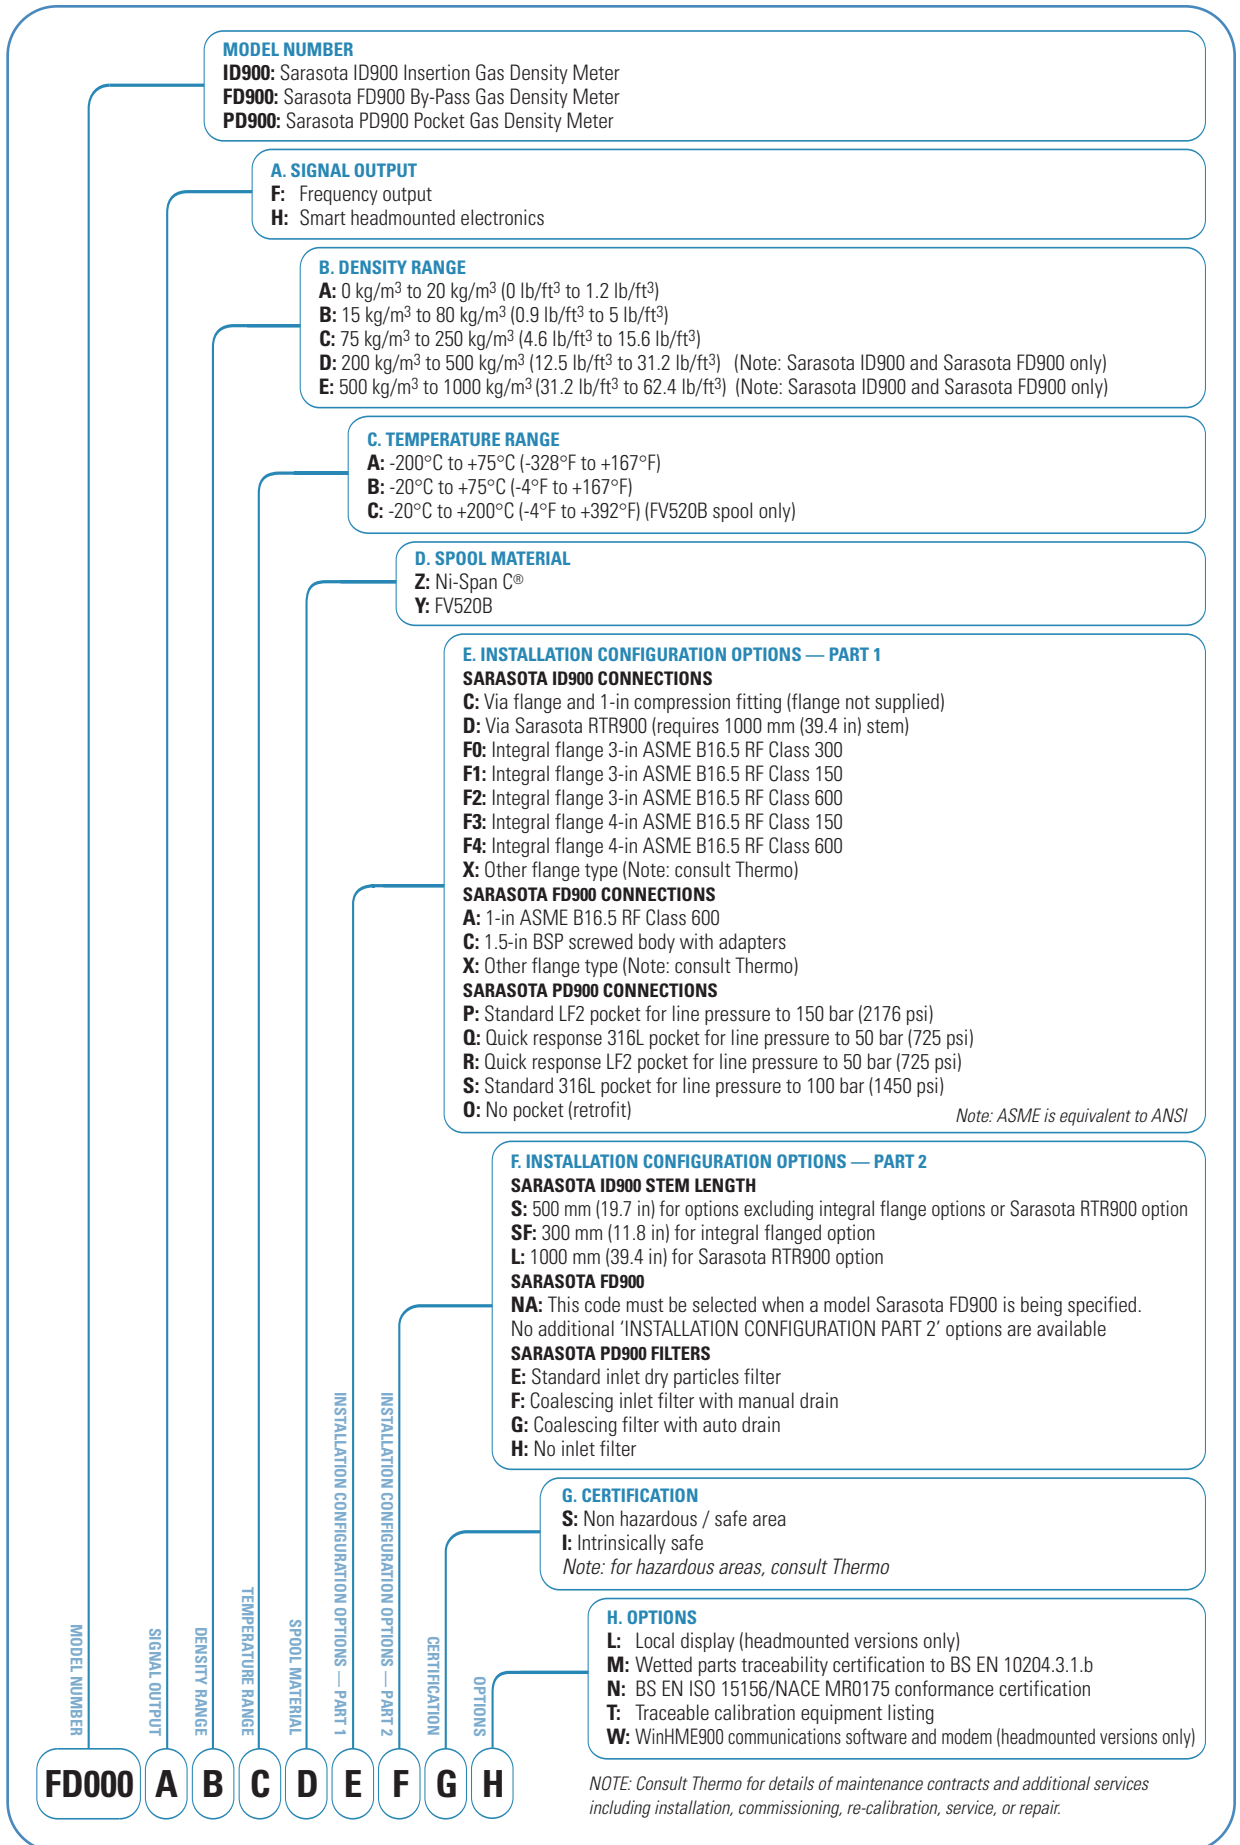 MODEL NUMBER
ID900: Sarasota ID900 Insertion Gas Density Meter
FD900: Sarasota FD900 By-Pass Gas Density Meter
PD900: Sarasota PD900 Pocket Gas Density Meter
A. SIGNAL OUTPUT
F: Frequency output
H: Smart headmounted electronics
B. DENSITY RANGE
A: 0 kg/m³ to 20 kg/m³ (0 lb/ft³ to 1.2 lb/ft³)
B: 15 kg/m³ to 80 kg/m³ (0.9 lb/ft³ to 5 lb/ft³)
C: 75 kg/m³ to 250 kg/m³ (4.6 lb/ft³ to 15.6 lb/ft³)
D: 200 kg/m³ to 500 kg/m³ (12.5 lb/ft³ to 31.2 lb/ft³) (Note: Sarasota ID900 and Sarasota FD900 only)
E: 500 kg/m³ to 1000 kg/m³ (31.2 lb/ft³ to 62.4 lb/ft³) (Note: Sarasota ID900 and Sarasota FD900 only)
C. TEMPERATURE RANGE
A: -200°C to +75°C (-328°F to +167°F)
B: -20°C to +75°C (-4°F to +167°F)
C: -20°C to +200°C (-4°F to +392°F) (FV520B spool only)
D. SPOOL MATERIAL
Z: Ni-Span C®
Y: FV520B
E. INSTALLATION CONFIGURATION OPTIONS — PART 1
SARASOTA ID900 CONNECTIONS
C: Via flange and 1-in compression fitting (flange not supplied)
D: Via Sarasota RTR900 (requires 1000 mm (39.4 in) stem)
F0: Integral flange 3-in ASME B16.5 RF Class 300
F1: Integral flange 3-in ASME B16.5 RF Class 150
F2: Integral flange 3-in ASME B16.5 RF Class 600
F3: Integral flange 4-in ASME B16.5 RF Class 150
F4: Integral flange 4-in ASME B16.5 RF Class 600
X: Other flange type (Note: consult Thermo)
SARASOTA FD900 CONNECTIONS
A: 1-in ASME B16.5 RF Class 600
C: 1.5-in BSP screwed body with adapters
X: Other flange type (Note: consult Thermo)
SARASOTA PD900 CONNECTIONS
P: Standard LF2 pocket for line pressure to 150 bar (2176 psi)
Q: Quick response 316L pocket for line pressure to 50 bar (725 psi)
R: Quick response LF2 pocket for line pressure to 50 bar (725 psi)
S: Standard 316L pocket for line pressure to 100 bar (1450 psi)
O: No pocket (retrofit)
Note: ASME is equivalent to ANSI
F. INSTALLATION CONFIGURATION OPTIONS — PART 2
SARASOTA ID900 STEM LENGTH
S: 500 mm (19.7 in) for options excluding integral flange options or Sarasota RTR900 option
SF: 300 mm (11.8 in) for integral flanged option
L: 1000 mm (39.4 in) for Sarasota RTR900 option
SARASOTA FD900
NA: This code must be selected when a model Sarasota FD900 is being specified.
No additional 'INSTALLATION CONFIGURATION PART 2' options are available
SARASOTA PD900 FILTERS
E: Standard inlet dry particles filter
F: Coalescing inlet filter with manual drain
G: Coalescing filter with auto drain
H: No inlet filter
G. CERTIFICATION
S: Non hazardous / safe area
I: Intrinsically safe
Note: for hazardous areas, consult Thermo
H. OPTIONS
L: Local display (headmounted versions only)
M: Wetted parts traceability certification to BS EN 10204.3.1.b
N: BS EN ISO 15156/NACE MR0175 conformance certification
T: Traceable calibration equipment listing
W: WinHME900 communications software and modem (headmounted versions only)
MODEL NUMBER
SIGNAL OUTPUT
DENSITY RANGE
TEMPERATURE RANGE
SPOOL MATERIAL
INSTALLATION CONFIGURATION OPTIONS — PART 1
INSTALLATION CONFIGURATION OPTIONS — PART 2
CERTIFICATION
OPTIONS
FD000 A B C D E F G H
NOTE: Consult Thermo for details of maintenance contracts and additional services
including installation, commissioning, re-calibration, service, or repair.